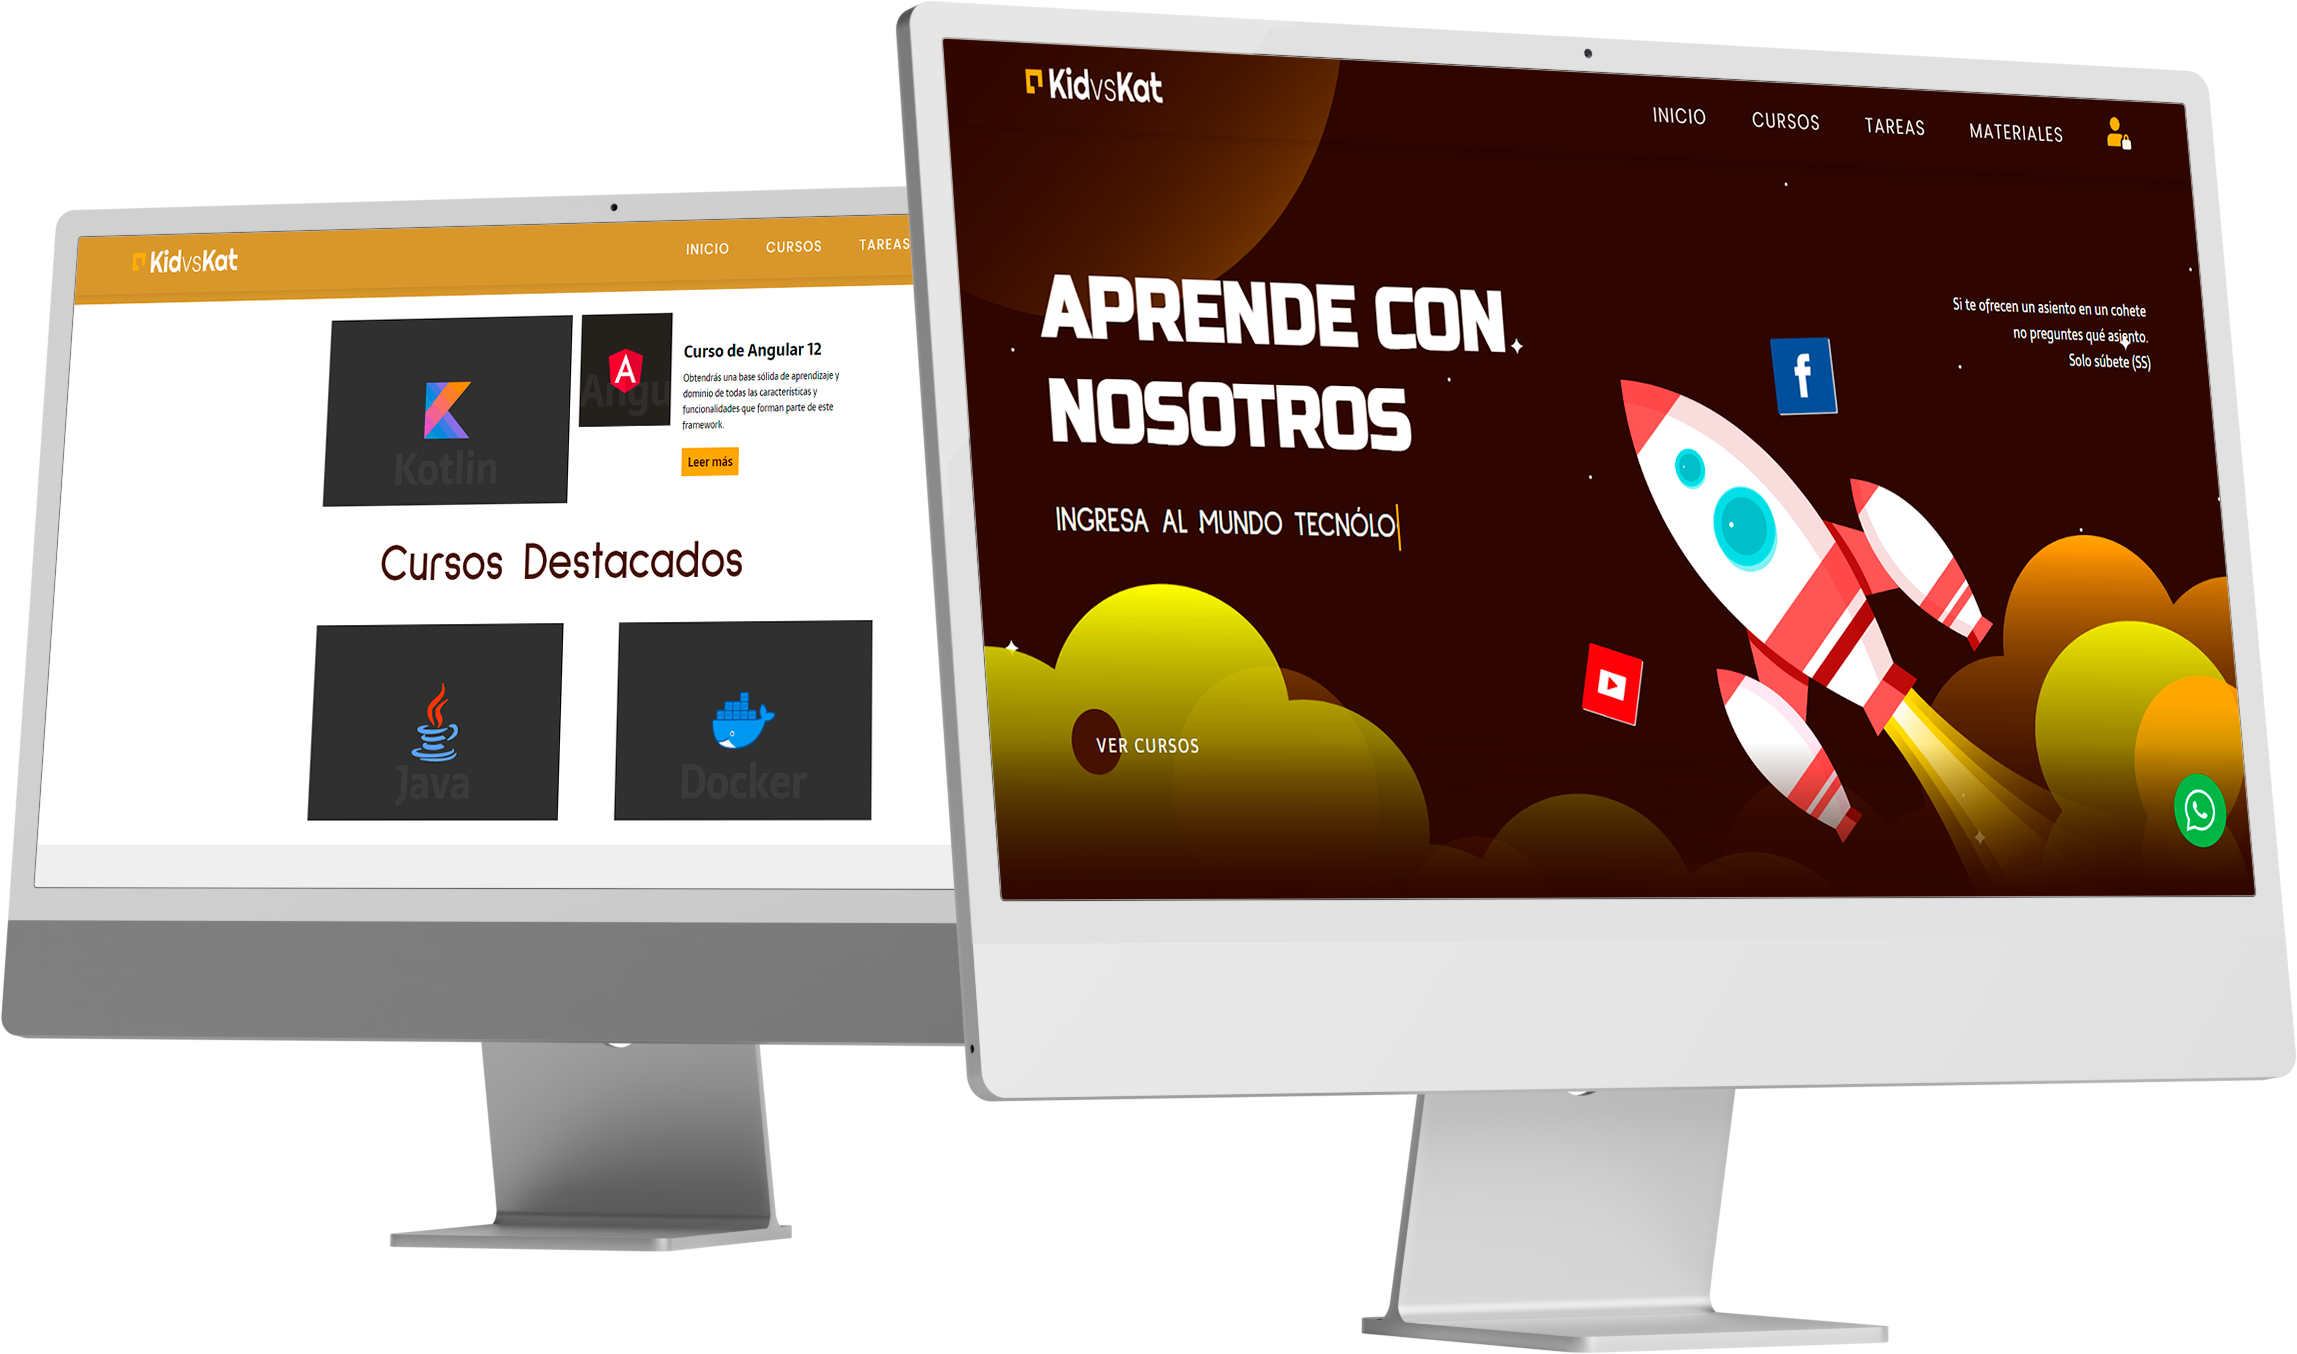 KidvsKat
INICIO CURSOS TAREAS
Curso de Angular 12
Obtendrás una base sólida de aprendizaje y
dominio de todas las características y
funcionalidades que forman parte de este
framework.
Leer más
Angu
Kotlin
Cursos Destacados
Java
Docker
KidvsKat
INICIO CURSOS TAREAS MATERIALES
APRENDE CON
NOSOTROS
INGRESA AL MUNDO TECNÓLO
VER CURSOS
Si te ofrecen un asiento en un cohete
no preguntes qué asiento.
Solo súbete (SS)